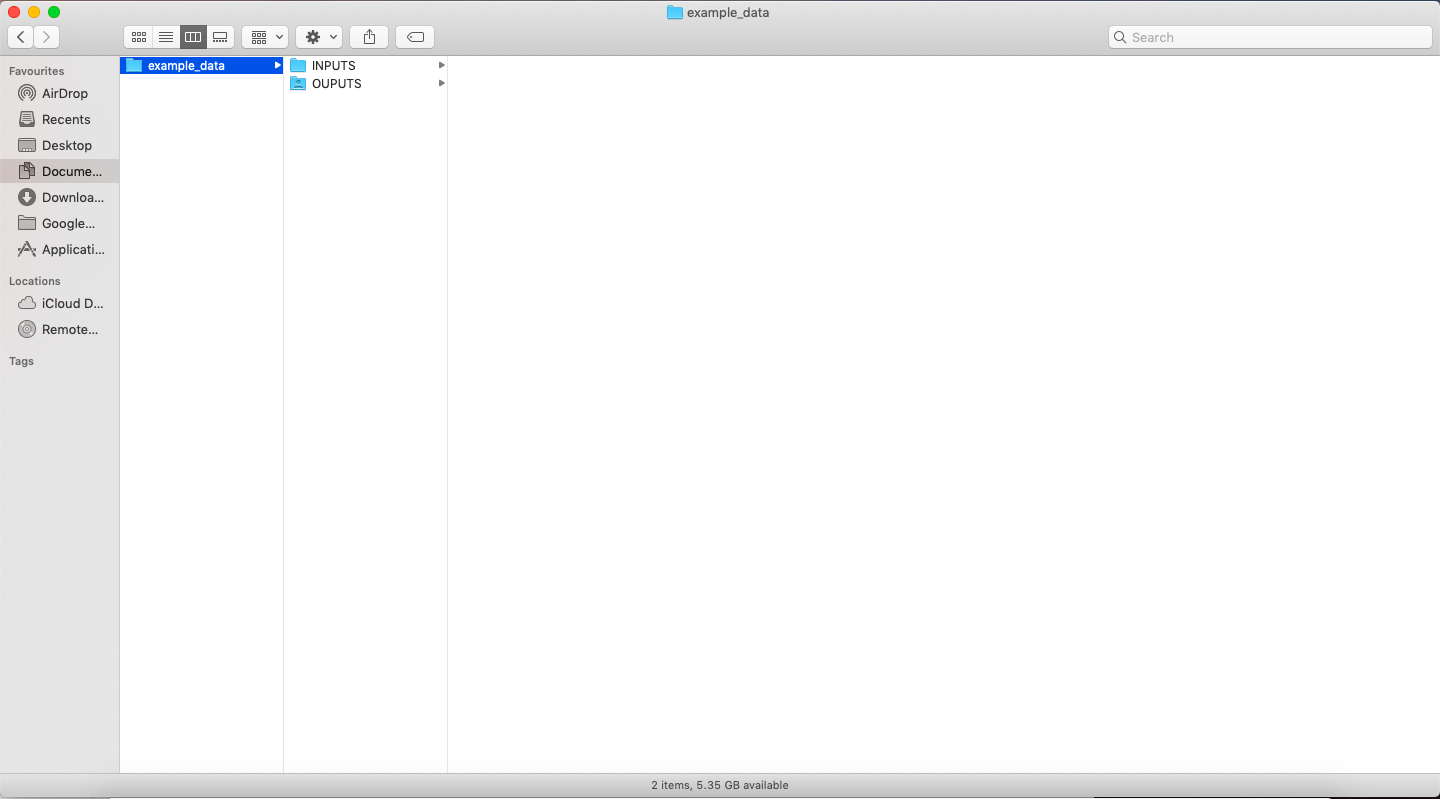 example_data
Search
Favourites
AirDrop
Recents
Desktop
Docume...
Downloa...
Google...
Applicati...
Locations
iCloud D...
Remote...
Tags
example_data
INPUTS
OUPUTS
2 items, 5.35 GB available